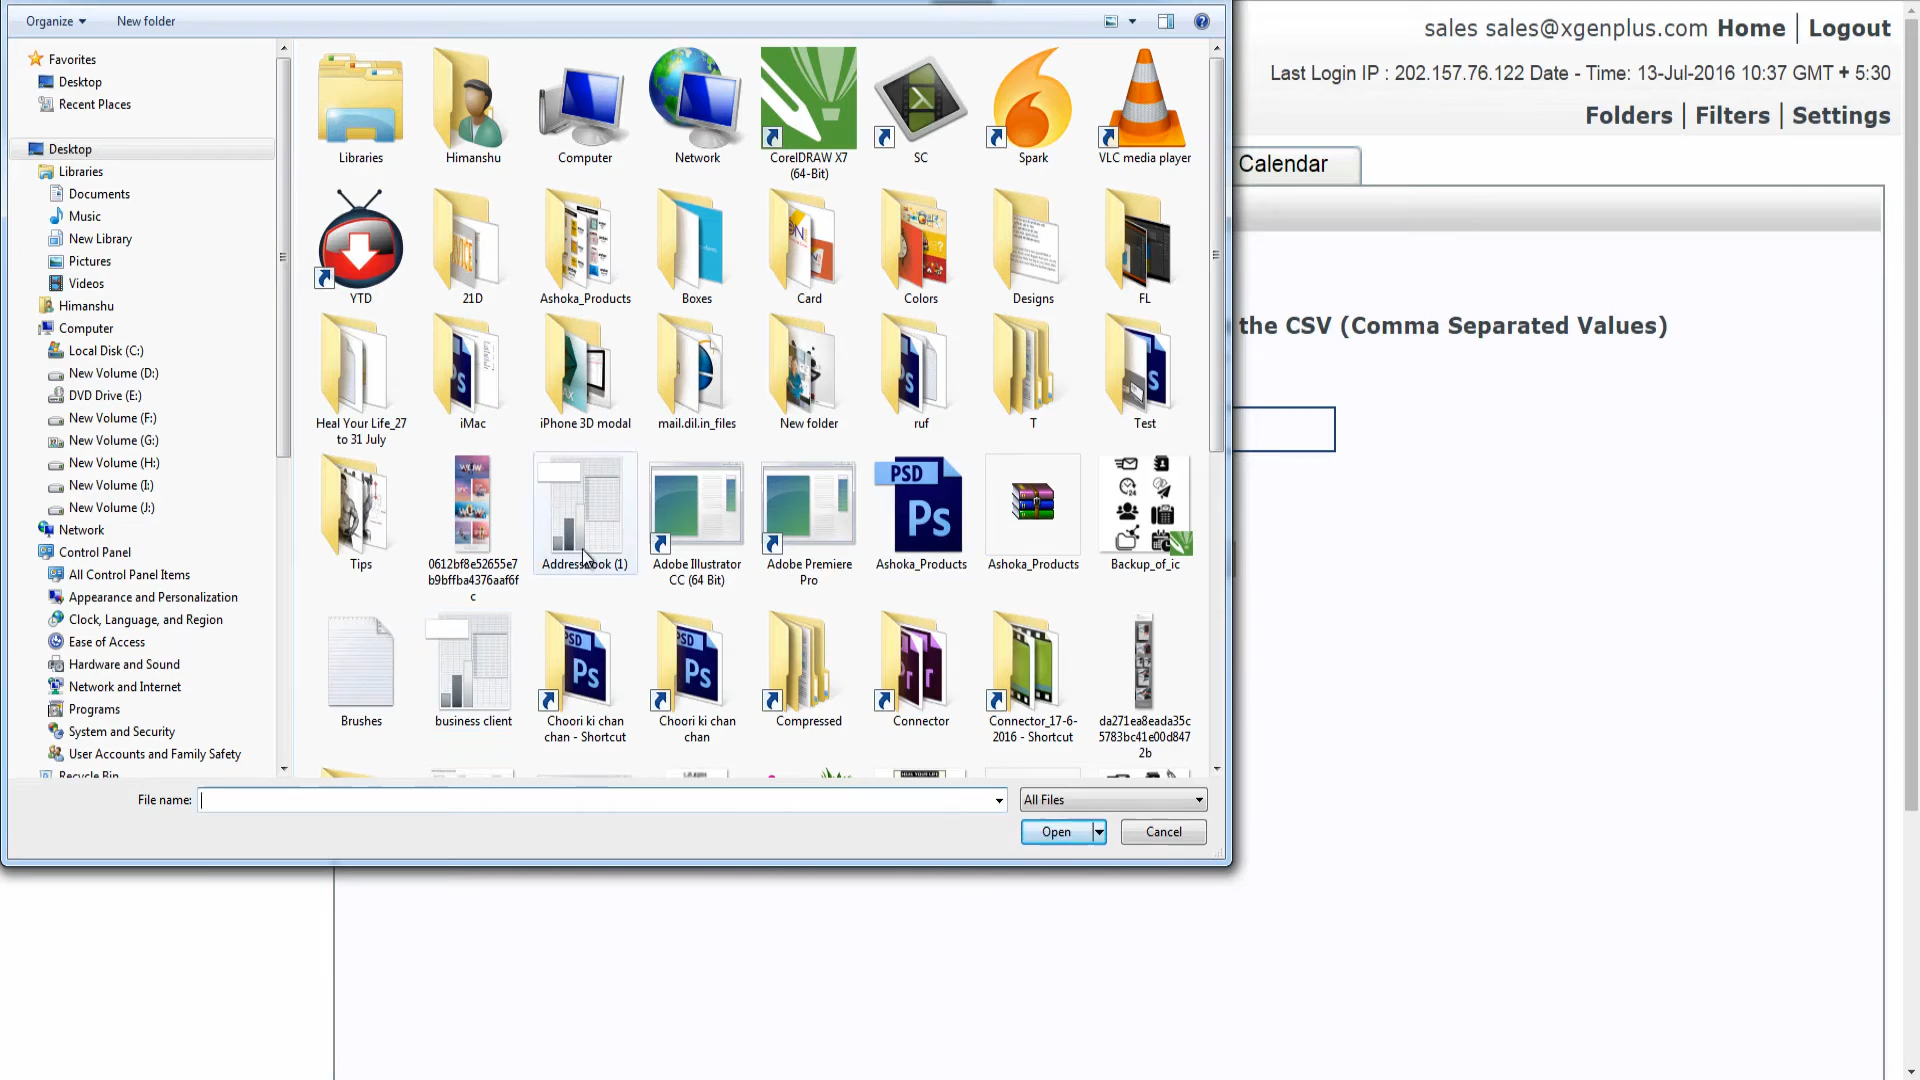 Organize
New folder
sales sales@xgenplus.com Home | Logout
Last Login IP : 202.157.76.122 Date - Time: 13-Jul-2016 10:37 GMT + 5:30
Folders | Filters | Settings
Calendar
the CSV (Comma Separated Values)
Favorites
Desktop
Recent Places
Desktop
Libraries
Documents
Music
New Library
Pictures
Videos
Himanshu
Computer
Local Disk (C:)
New Volume (D:)
DVD Drive (E:)
New Volume (F:)
New Volume (G:)
New Volume (H:)
New Volume (I:)
New Volume (J:)
Network
Control Panel
All Control Panel Items
Appearance and Personalization
Clock, Language, and Region
Ease of Access
Hardware and Sound
Network and Internet
Programs
System and Security
User Accounts and Family Safety
Recycle Bin
Libraries
Himanshu
Computer
Network
CorelDRAW X7
(64-Bit)
SC
Spark
VLC media player
YTD
21D
Ashoka_Products
Boxes
Card
Colors
Designs
FL
Heal Your Life_27
to 31 July
iMac
iPhone 3D modal
mail.dil.in_files
New folder
ruf
T
Test
Tips
0612bf8e52655e7
b9bffba4376aaf6f
c
Addressbook (1)
Adobe Illustrator
CC (64 Bit)
Adobe Premiere
Pro
PSD
Ps
Ashoka_Products
Ashoka_Products
Backup_of_ic
Brushes
business client
Choori ki chan
chan - Shortcut
Choori ki chan
chan
Compressed
Connector
Connector_17-6-
2016 - Shortcut
da271ea8eada35c
5783bc41e00d847
2b
File name:
All Files
Open
Cancel